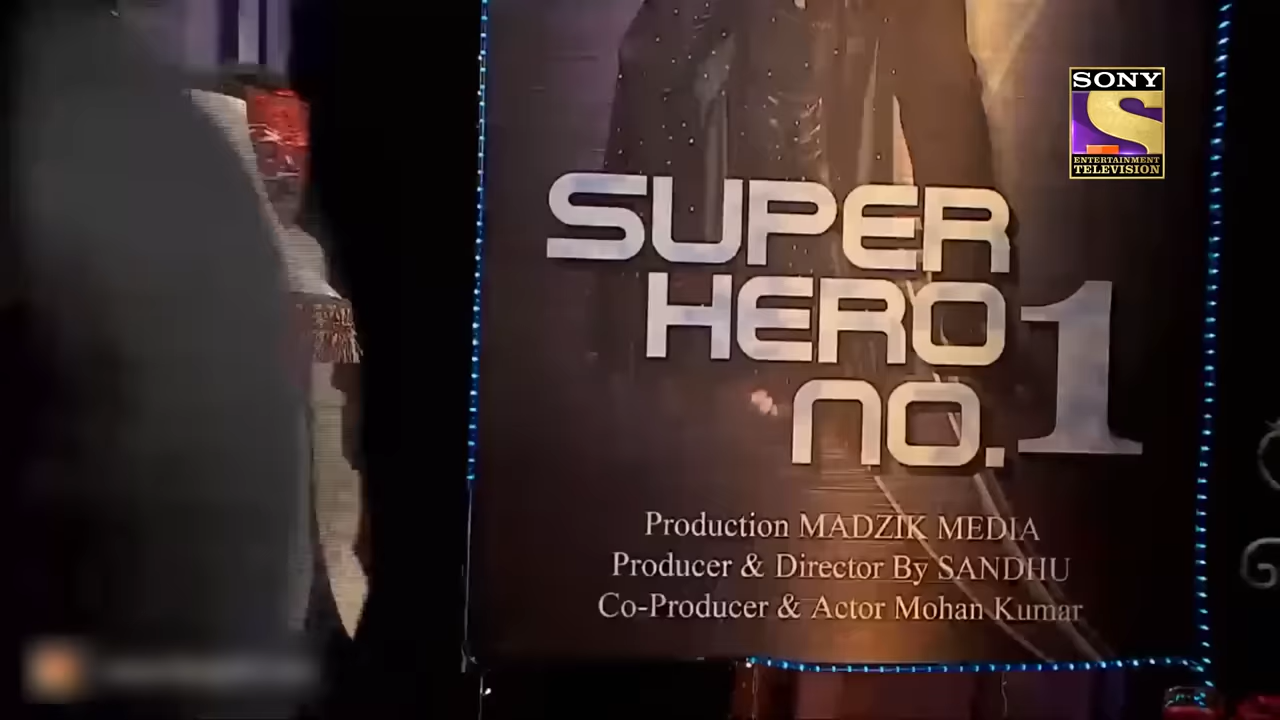 SONY
ENTERTAINMENT
TELEVISION
SUPER
HERO
NO.1
Production MADZIK MEDIA
Producer & Director By SANDHU
Co-Producer & Actor Mohan Kumar